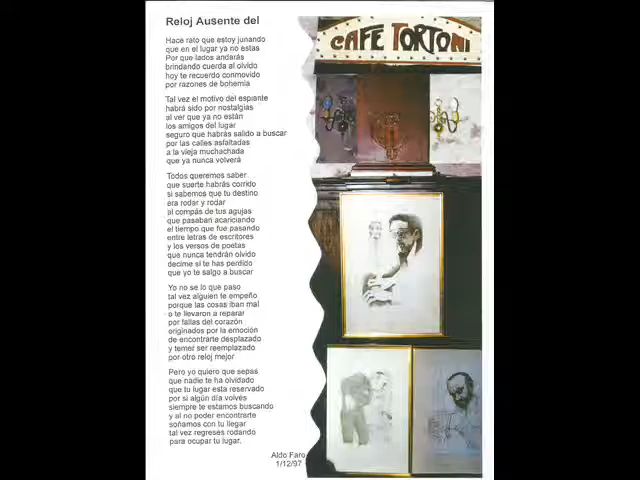 Reloj Ausente del
CAFE TORTONI
Hace rato que estoy junando
que en el lugar ya no estas
Por que lados andarás
brindando cuerda al olvido
hoy te recuerdo conmovido
por razones de bohemia
Tal vez el motivo del espiante
habrá sido por nostalgias
al ver que ya no están
los amigos del lugar
seguro que habrás salido a buscar
por las calles asfaltadas
a la vieja muchachada
que ya nunca volverá
Todos queremos saber
que suerte habrás corrido
si sabemos que tu destino
era rodar y rodar
al compás de tus agujas
que pasaban acariciando
el tiempo que fue pasando
entre letras de escritores
y los versos de poetas
que nunca tendrán olvido
decime si te has perdido
que yo te salgo a buscar
Yo no se lo que paso
tal vez alguien te empeño
porque las cosas iban mal
o te llevaron a reparar
por fallas del corazón
originados por la emoción
de encontrarte desplazado
y temer ser reemplazado
por otro reloj mejor
Pero yo quiero que sepas
que nadie te ha olvidado
que tu lugar esta reservado
por si algún día volvés
siempre te estamos buscando
y al no poder encontrarte
soñamos con tu llegar
tal vez regreses rodando
para ocupar tu lugar.
Aldo Faro
1/12/97